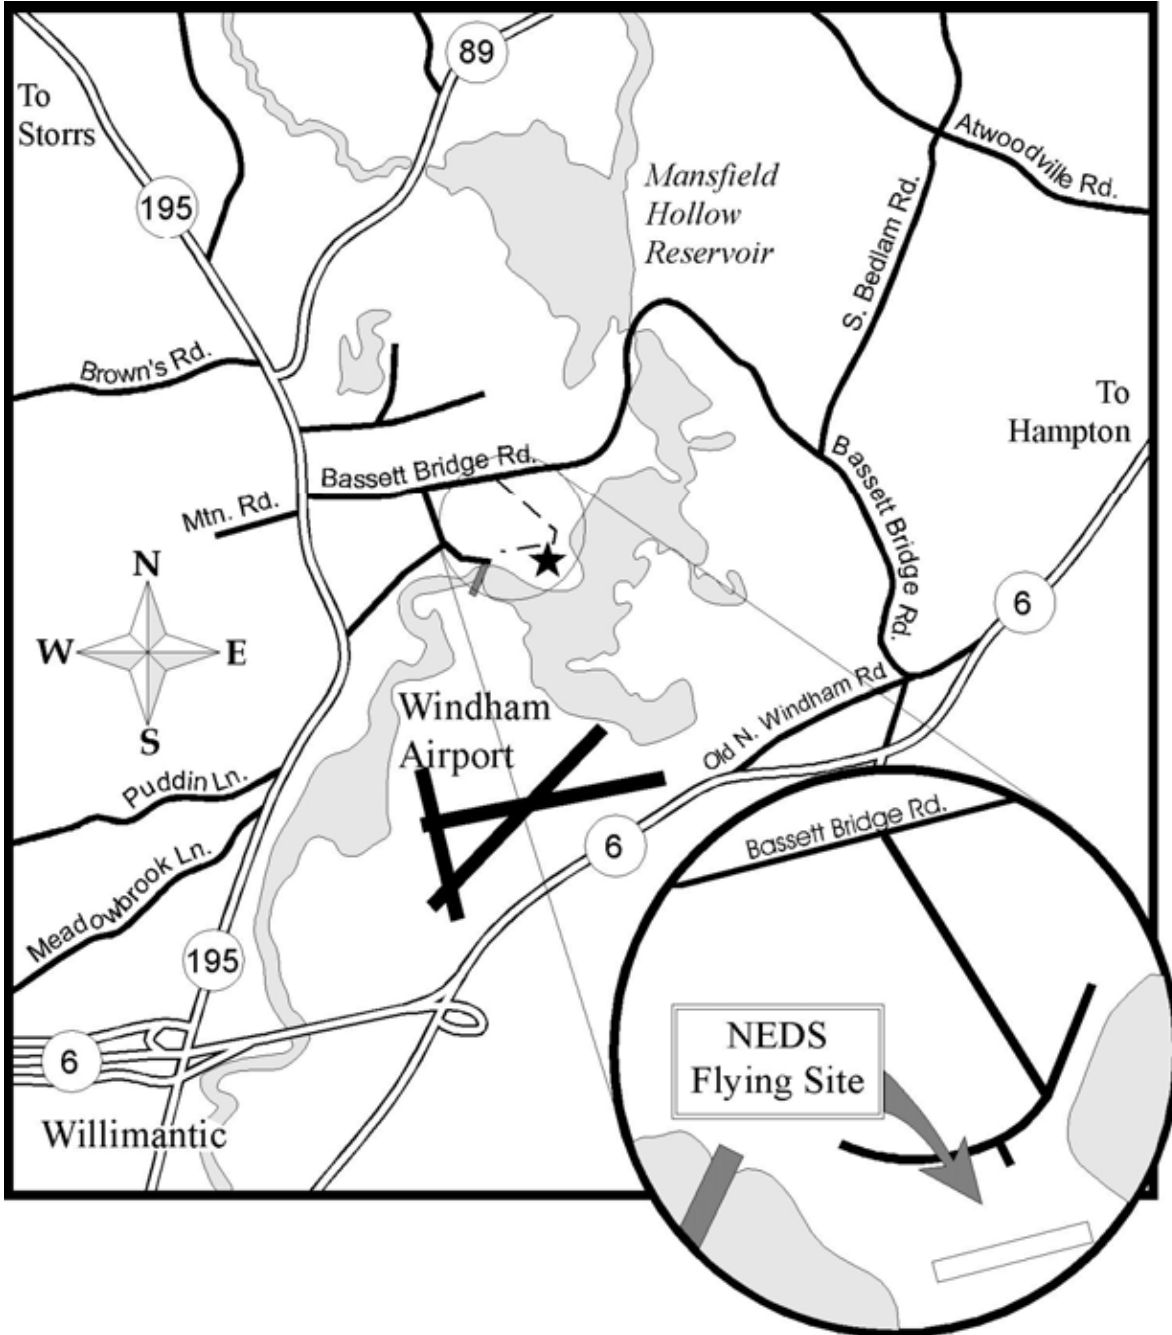 89
To
Storrs
Atwoodville Rd.
195
Mansfield
Hollow
Reservoir
S. Bedlam Rd.
Brown's Rd.
To
Hampton
Bassett Bridge Rd.
Bassett Bridge Rd.
Mtn. Rd.
N
W
E
S
6
Windham
Airport
Old N. Windham Rd
Puddin Ln.
Meadowbrook Ln.
6
Bassett Bridge Rd.
195
6
NEDS
Flying Site
Willimantic